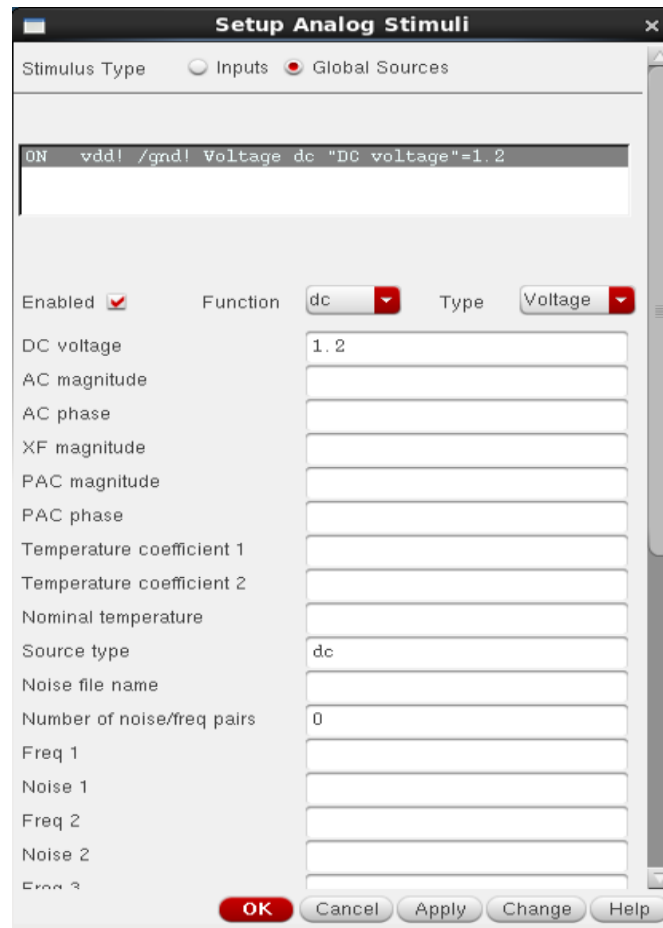 Setup Analog Stimuli
Stimulus Type Inputs Global Sources
ON vdd! /gnd! Voltage dc "DC voltage"=1.2
Enabled Function dc Type Voltage
DC voltage 1.2
AC magnitude
AC phase
XF magnitude
PAC magnitude
PAC phase
Temperature coefficient 1
Temperature coefficient 2
Nominal temperature
Source type dc
Noise file name
Number of noise/freq pairs 0
Freq 1
Noise 1
Freq 2
Noise 2
Freq 3
OK Cancel Apply Change Help